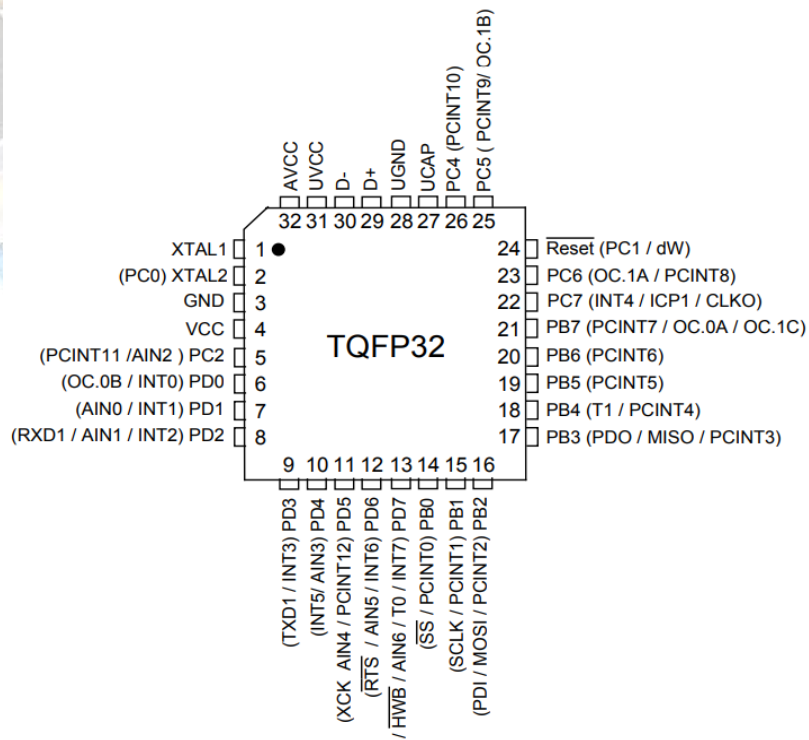 AVCC
UVCC
D-
D+
UGND
UCAP
PC4 (PCINT10)
PC5 ( PCINT9/ OC.1B)
32 31 30 29 28 27 26 25
XTAL1 1
(PC0) XTAL2 2
GND 3
VCC 4
(PCINT11 /AIN2 ) PC2 5
(OC.0B / INT0) PD0 6
(AIN0 / INT1) PD1 7
(RXD1 / AIN1 / INT2) PD2 8
TQFP32
24 Reset (PC1 / dW)
23 PC6 (OC.1A / PCINT8)
22 PC7 (INT4 / ICP1 / CLKO)
21 PB7 (PCINT7 / OC.0A / OC.1C)
20 PB6 (PCINT6)
19 PB5 (PCINT5)
18 PB4 (T1 / PCINT4)
17 PB3 (PDO / MISO / PCINT3)
9 10 11 12 13 14 15 16
(TXD1 / INT3) PD3
(INT5/ AIN3) PD4
(XCK AIN4 / PCINT12) PD5
(RTS / AIN5 / INT6) PD6
/ HWB / AIN6 / T0 / INT7) PD7
(SS / PCINT0) PB0
(SCLK / PCINT1) PB1
(PDI / MOSI / PCINT2) PB2